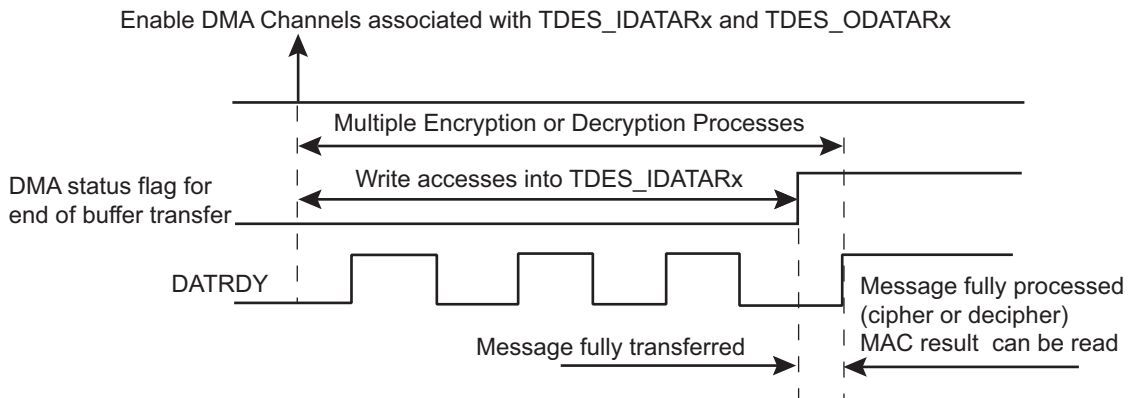 Enable DMA Channels associated with TDES_IDATARx and TDES_ODATARx
Multiple Encryption or Decryption Processes
Write accesses into TDES_IDATARx
DMA status flag for
end of buffer transfer
DATRDY
Message fully processed
(cipher or decipher)
MAC result can be read
Message fully transferred